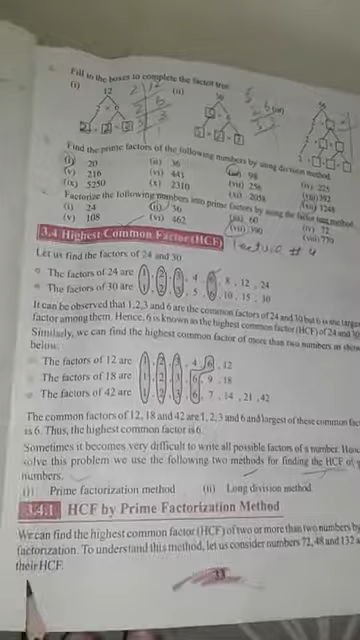 Fill in the boxes to complete the factor tree
(i) 12 (ii) 50 (iii) 56
Find the prime factors of the following numbers by using division method.
(i) 20 (ii) 36 (iii) 98 (iv) 225
(v) 216 (vi) 441 (vii) 256 (viii) 392
(ix) 5250 (x) 2310 (xi) 2058 (xii) 1248
Factorize the following numbers into prime factors by using the factor tree method.
(i) 24 (ii) 36 (iii) 60 (iv) 72
(v) 108 (vi) 462 (vii) 390 (viii) 770
3.4 Highest Common Factor (HCF) Lecture # 4
Let us find the factors of 24 and 30.
The factors of 24 are 1, 2, 3, 4, 6, 8, 12, 24
The factors of 30 are 1, 2, 3, 5, 6, 10, 15, 30
It can be observed that 1, 2, 3 and 6 are the common factors of 24 and 30 but 6 is the
factor among them. Hence, 6 is known as the highest common factor (HCF) of 24 and 30
Similarly, we can find the highest common factor of more than two numbers as
below:
The factors of 12 are 1, 2, 3, 4, 6, 12
The factors of 18 are 1, 2, 3, 6, 9, 18
The factors of 42 are 1, 2, 3, 6, 7, 14, 21, 42
The common factors of 12, 18 and 42 are 1, 2, 3 and 6 and largest of these common
is 6. Thus, the highest common factor is 6.
Sometimes it becomes very difficult to write all possible factors of a number.
solve this problem we use the following two methods for finding the HCF of
numbers.
(i) Prime factorization method (ii) Long division method
3.4.1 HCF by Prime Factorization Method
We can find the highest common factor (HCF) of two or more than two numbers by
factorization. To understand this method, let us consider numbers 72, 48 and 132
their HCF.
33